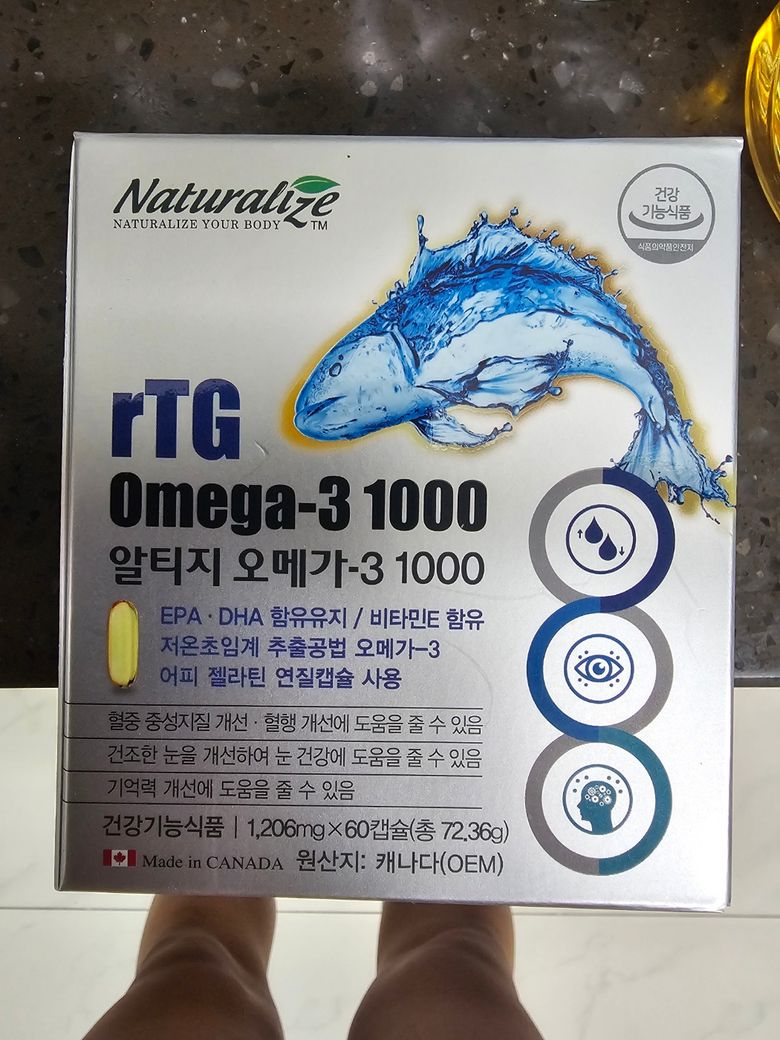 Naturalize
NATURALIZE YOUR BODY TM
건강
기능식품
식품의약품안전처
rTG
Omega-3 1000
알티지 오메가-3 1000
EPA · DHA 함유유지 / 비타민E 함유
저온초임계 추출공법 오메가-3
어피 젤라틴 연질캡슐 사용
혈중 중성지질 개선 · 혈행 개선에 도움을 줄 수 있음
건조한 눈을 개선하여 눈 건강에 도움을 줄 수 있음
기억력 개선에 도움을 줄 수 있음
건강기능식품 | 1,206mg×60캡슐(총 72.36g)
Made in CANADA 원산지: 캐나다(OEM)